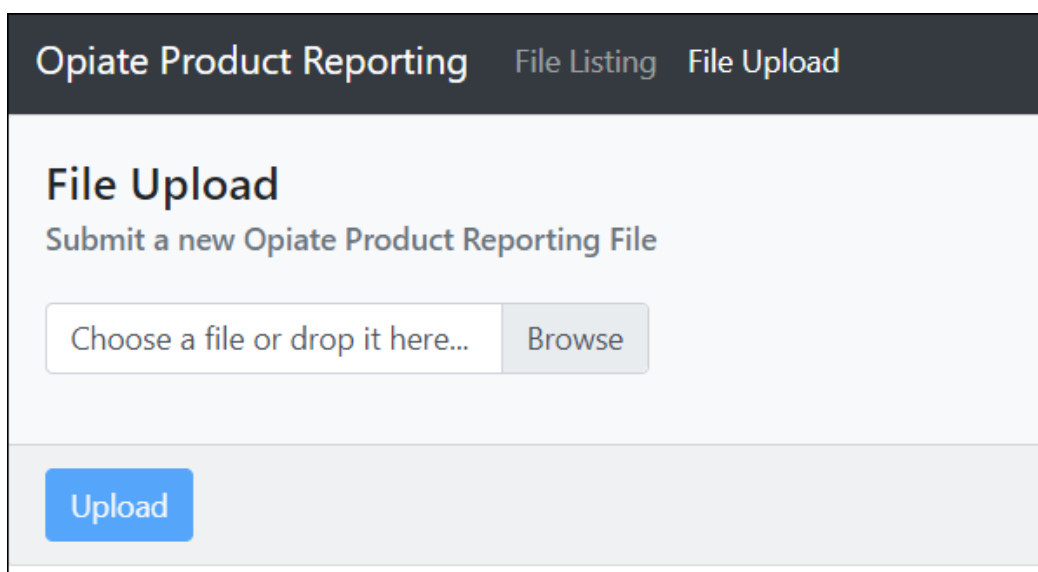 Opiate Product Reporting File Listing File Upload
File Upload
Submit a new Opiate Product Reporting File
Choose a file or drop it here... Browse
Upload